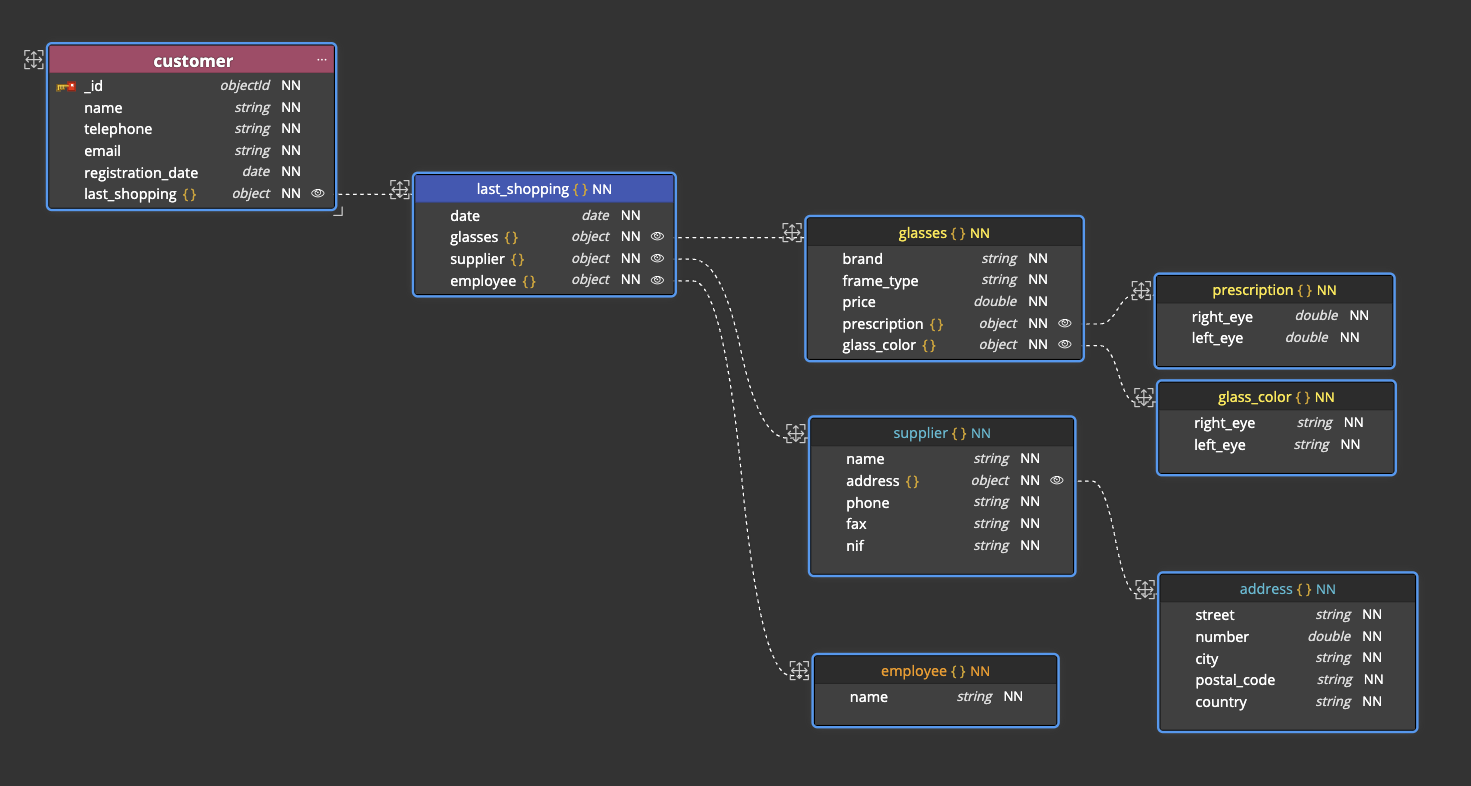 customer ...
_id objectId NN
name string NN
telephone string NN
email string NN
registration_date date NN
last_shopping {} object NN
last_shopping { } NN
date date NN
glasses {} object NN
supplier {} object NN
employee {} object NN
glasses { } NN
brand string NN
frame_type string NN
price double NN
prescription {} object NN
glass_color {} object NN
prescription { } NN
right_eye double NN
left_eye double NN
glass_color { } NN
right_eye string NN
left_eye string NN
supplier { } NN
name string NN
address {} object NN
phone string NN
fax string NN
nif string NN
address { } NN
street string NN
number double NN
city string NN
postal_code string NN
country string NN
employee { } NN
name string NN